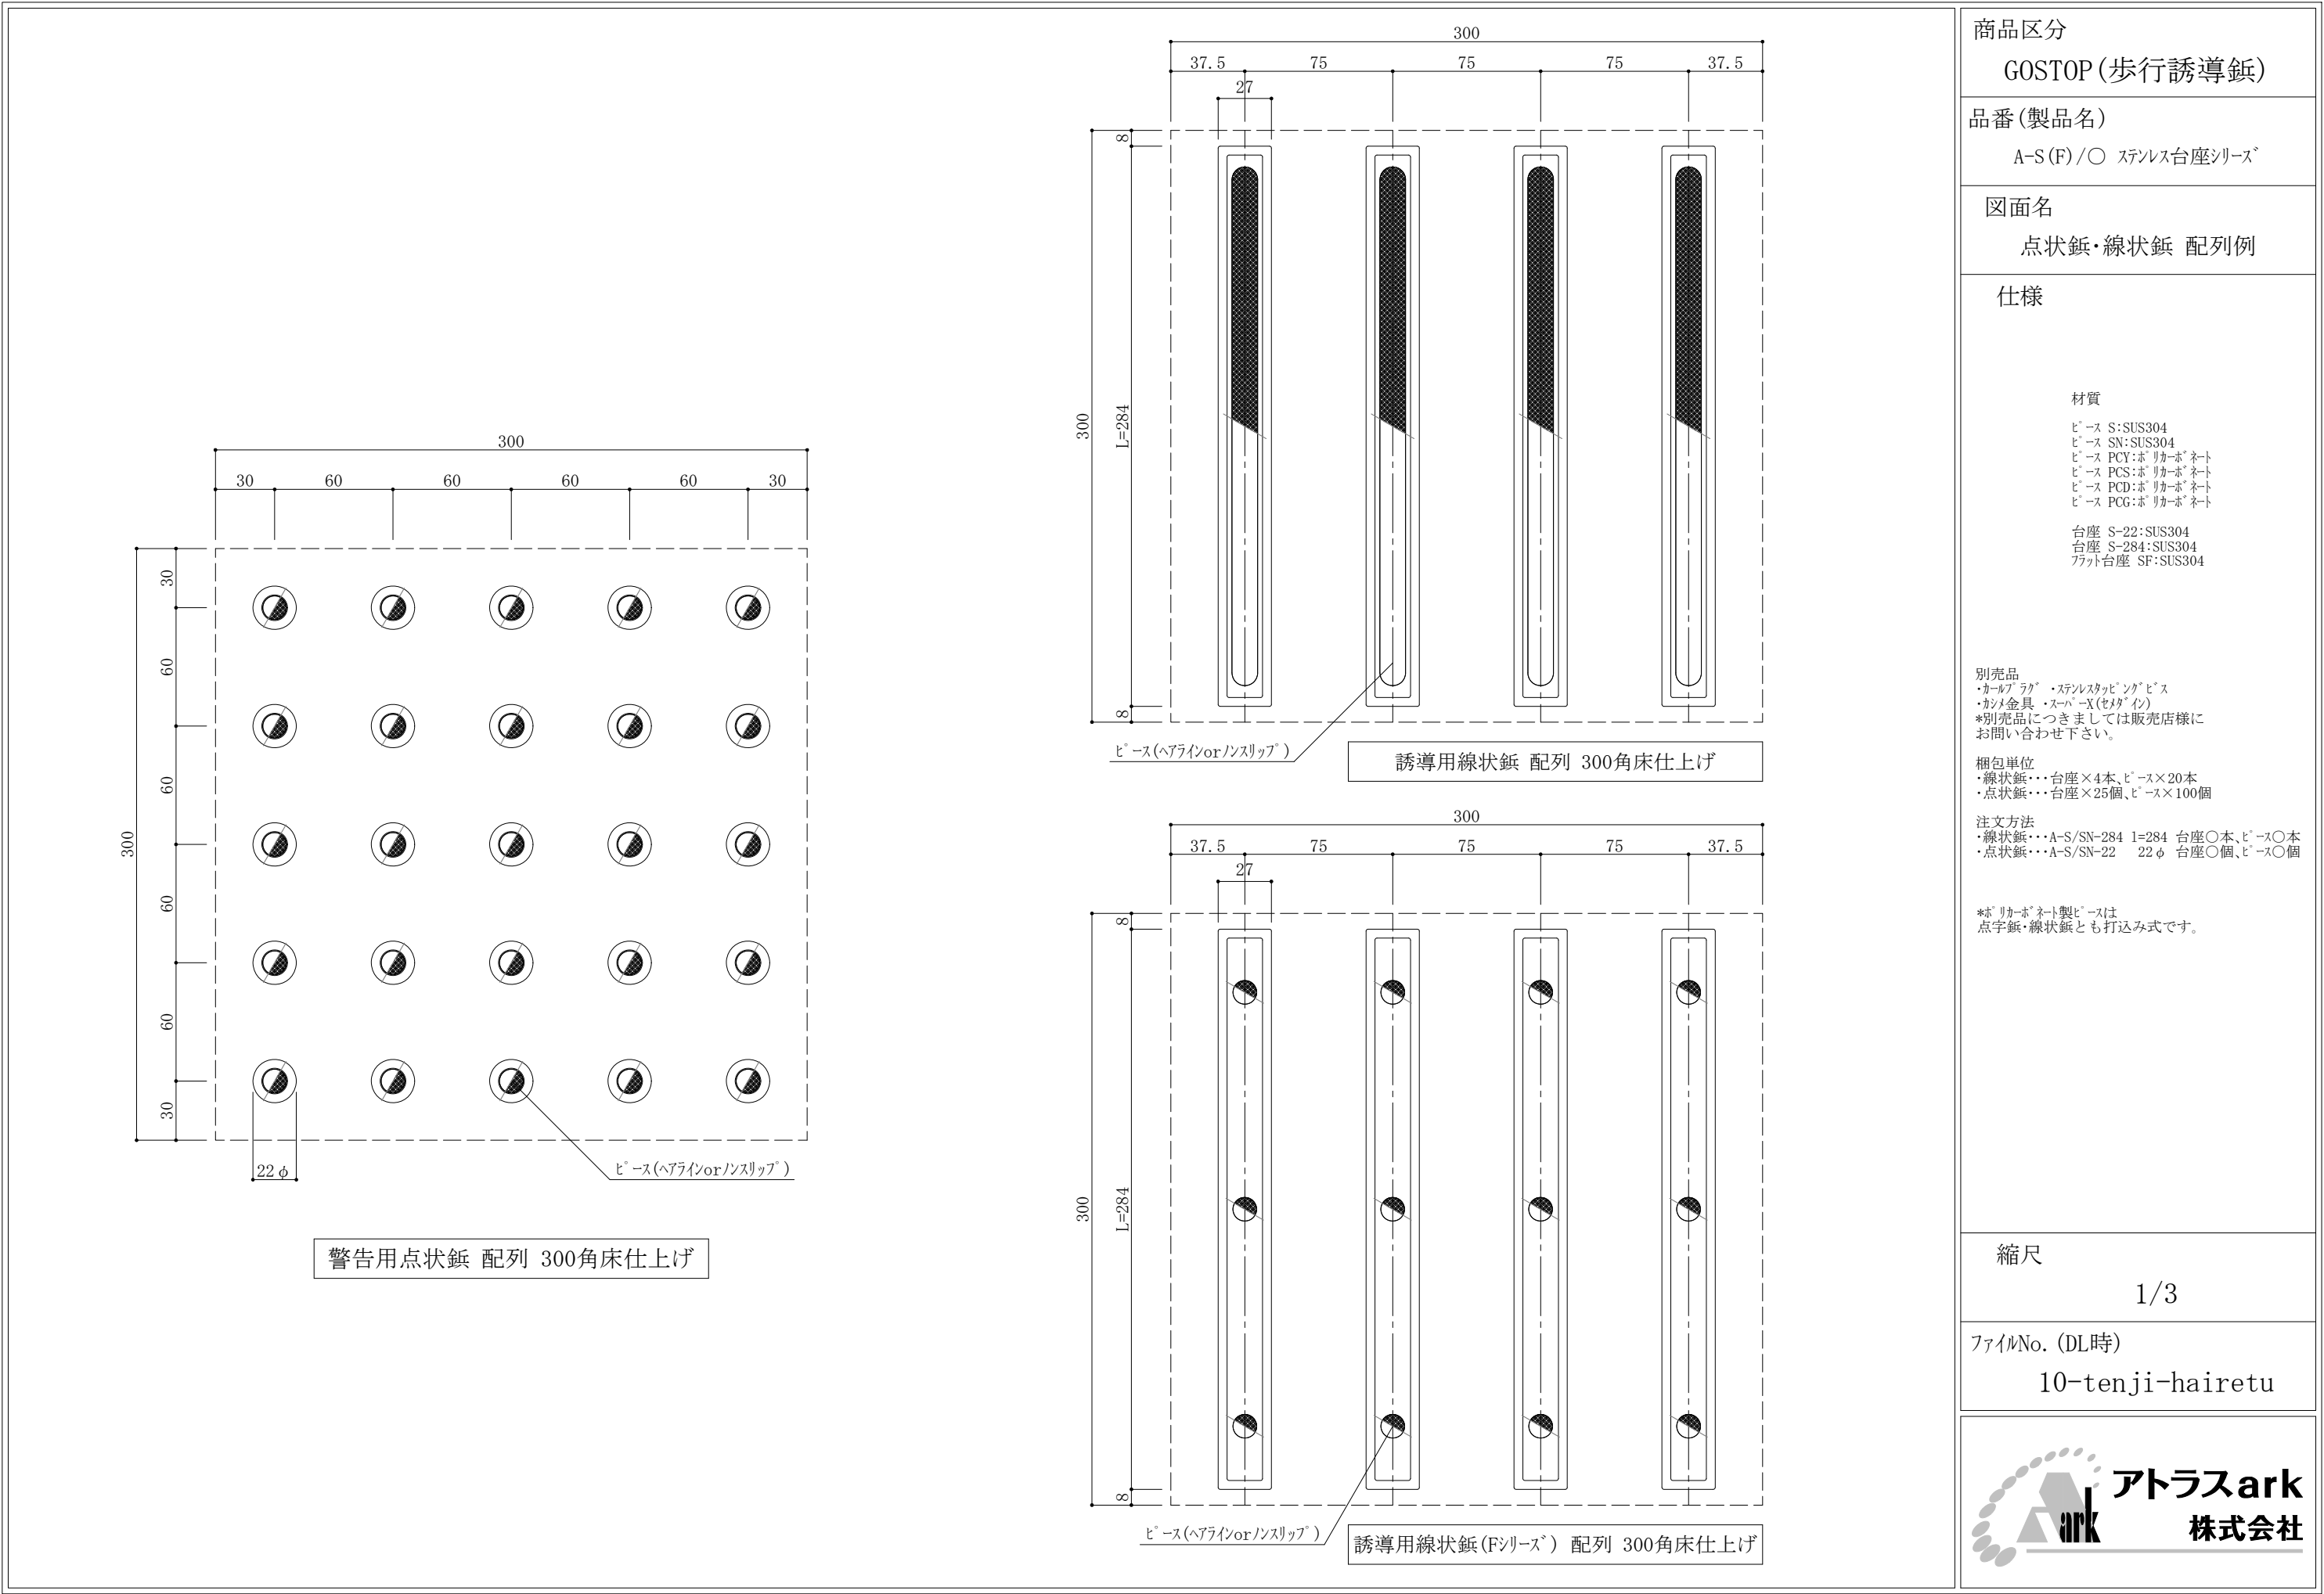 300
30 60 60 60 60 30
300
30
60
60
60
60
30
22φ
ﾋﾟｰｽ(ﾍｱﾗｲﾝorﾉﾝｽﾘｯﾌﾟ)
警告用点状鋲 配列 300角床仕上げ
300
37.5 75 75 75 37.5
27
8
300
L=284
8
ﾋﾟｰｽ(ﾍｱﾗｲﾝorﾉﾝｽﾘｯﾌﾟ)
誘導用線状鋲 配列 300角床仕上げ
300
37.5 75 75 75 37.5
27
8
300
L=284
8
ﾋﾟｰｽ(ﾍｱﾗｲﾝorﾉﾝｽﾘｯﾌﾟ)
誘導用線状鋲(Fｼﾘｰｽﾞ) 配列 300角床仕上げ
商品区分
GOSTOP(歩行誘導鋲)
品番(製品名)
A-S(F)/○ ｽﾃﾝﾚｽ台座ｼﾘｰｽﾞ
図面名
点状鋲･線状鋲 配列例
仕様
材質
ﾋﾟｰｽ S:SUS304
ﾋﾟｰｽ SN:SUS304
ﾋﾟｰｽ PCY:ﾎﾟﾘｶｰﾎﾞﾈｰﾄ
ﾋﾟｰｽ PCS:ﾎﾟﾘｶｰﾎﾞﾈｰﾄ
ﾋﾟｰｽ PCD:ﾎﾟﾘｶｰﾎﾞﾈｰﾄ
ﾋﾟｰｽ PCG:ﾎﾟﾘｶｰﾎﾞﾈｰﾄ
台座 S-22:SUS304
台座 S-284:SUS304
ﾌﾗｯﾄ台座 SF:SUS304
別売品
･ｶｰﾙﾌﾟﾗｸﾞ ･ｽﾃﾝﾚｽﾀｯﾋﾟﾝｸﾞﾋﾞｽ
･ｶｼﾒ金具 ･ｽｰﾊﾟｰX(ｾﾒﾀﾞｲﾝ)
*別売品につきましては販売店様に
お問い合わせ下さい。
梱包単位
･線状鋲･･･台座×4本､ﾋﾟｰｽ×20本
･点状鋲･･･台座×25個､ﾋﾟｰｽ×100個
注文方法
･線状鋲･･･A-S/SN-284 l=284 台座○本､ﾋﾟｰｽ○本
･点状鋲･･･A-S/SN-22 22φ 台座○個､ﾋﾟｰｽ○個
*ﾎﾟﾘｶｰﾎﾞﾈｰﾄ製ﾋﾟｰｽは
点字鋲･線状鋲とも打込み式です。
縮尺
1/3
ﾌｧｲﾙNo.(DL時)
10-tenji-hairetu
Ark
アトラスark
株式会社